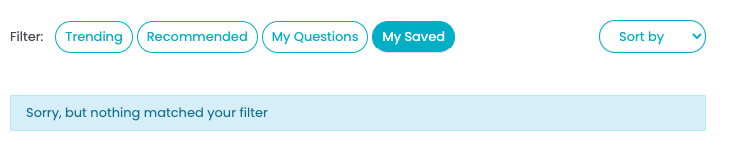 Filter: Trending Recommended My Questions My Saved Sort by
Sorry, but nothing matched your filter